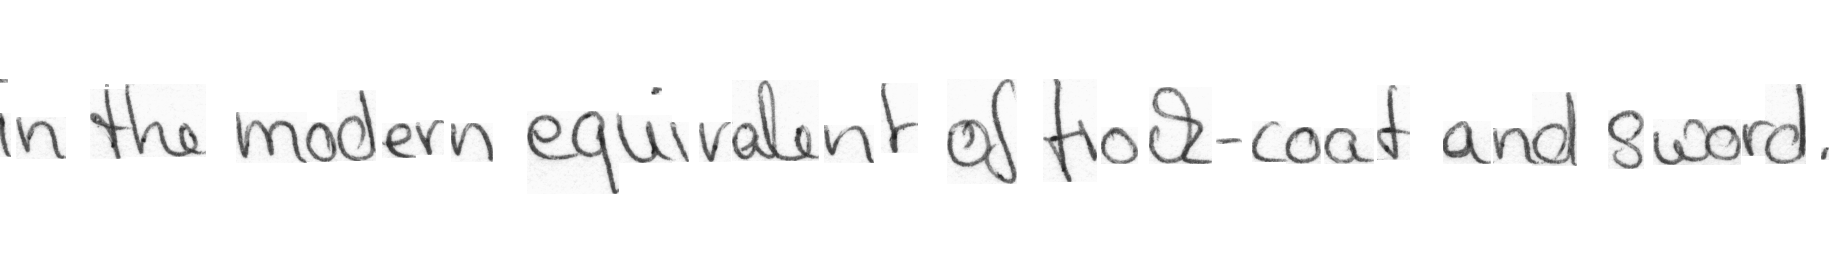 in the modern equivalent of frock-coat and sword.